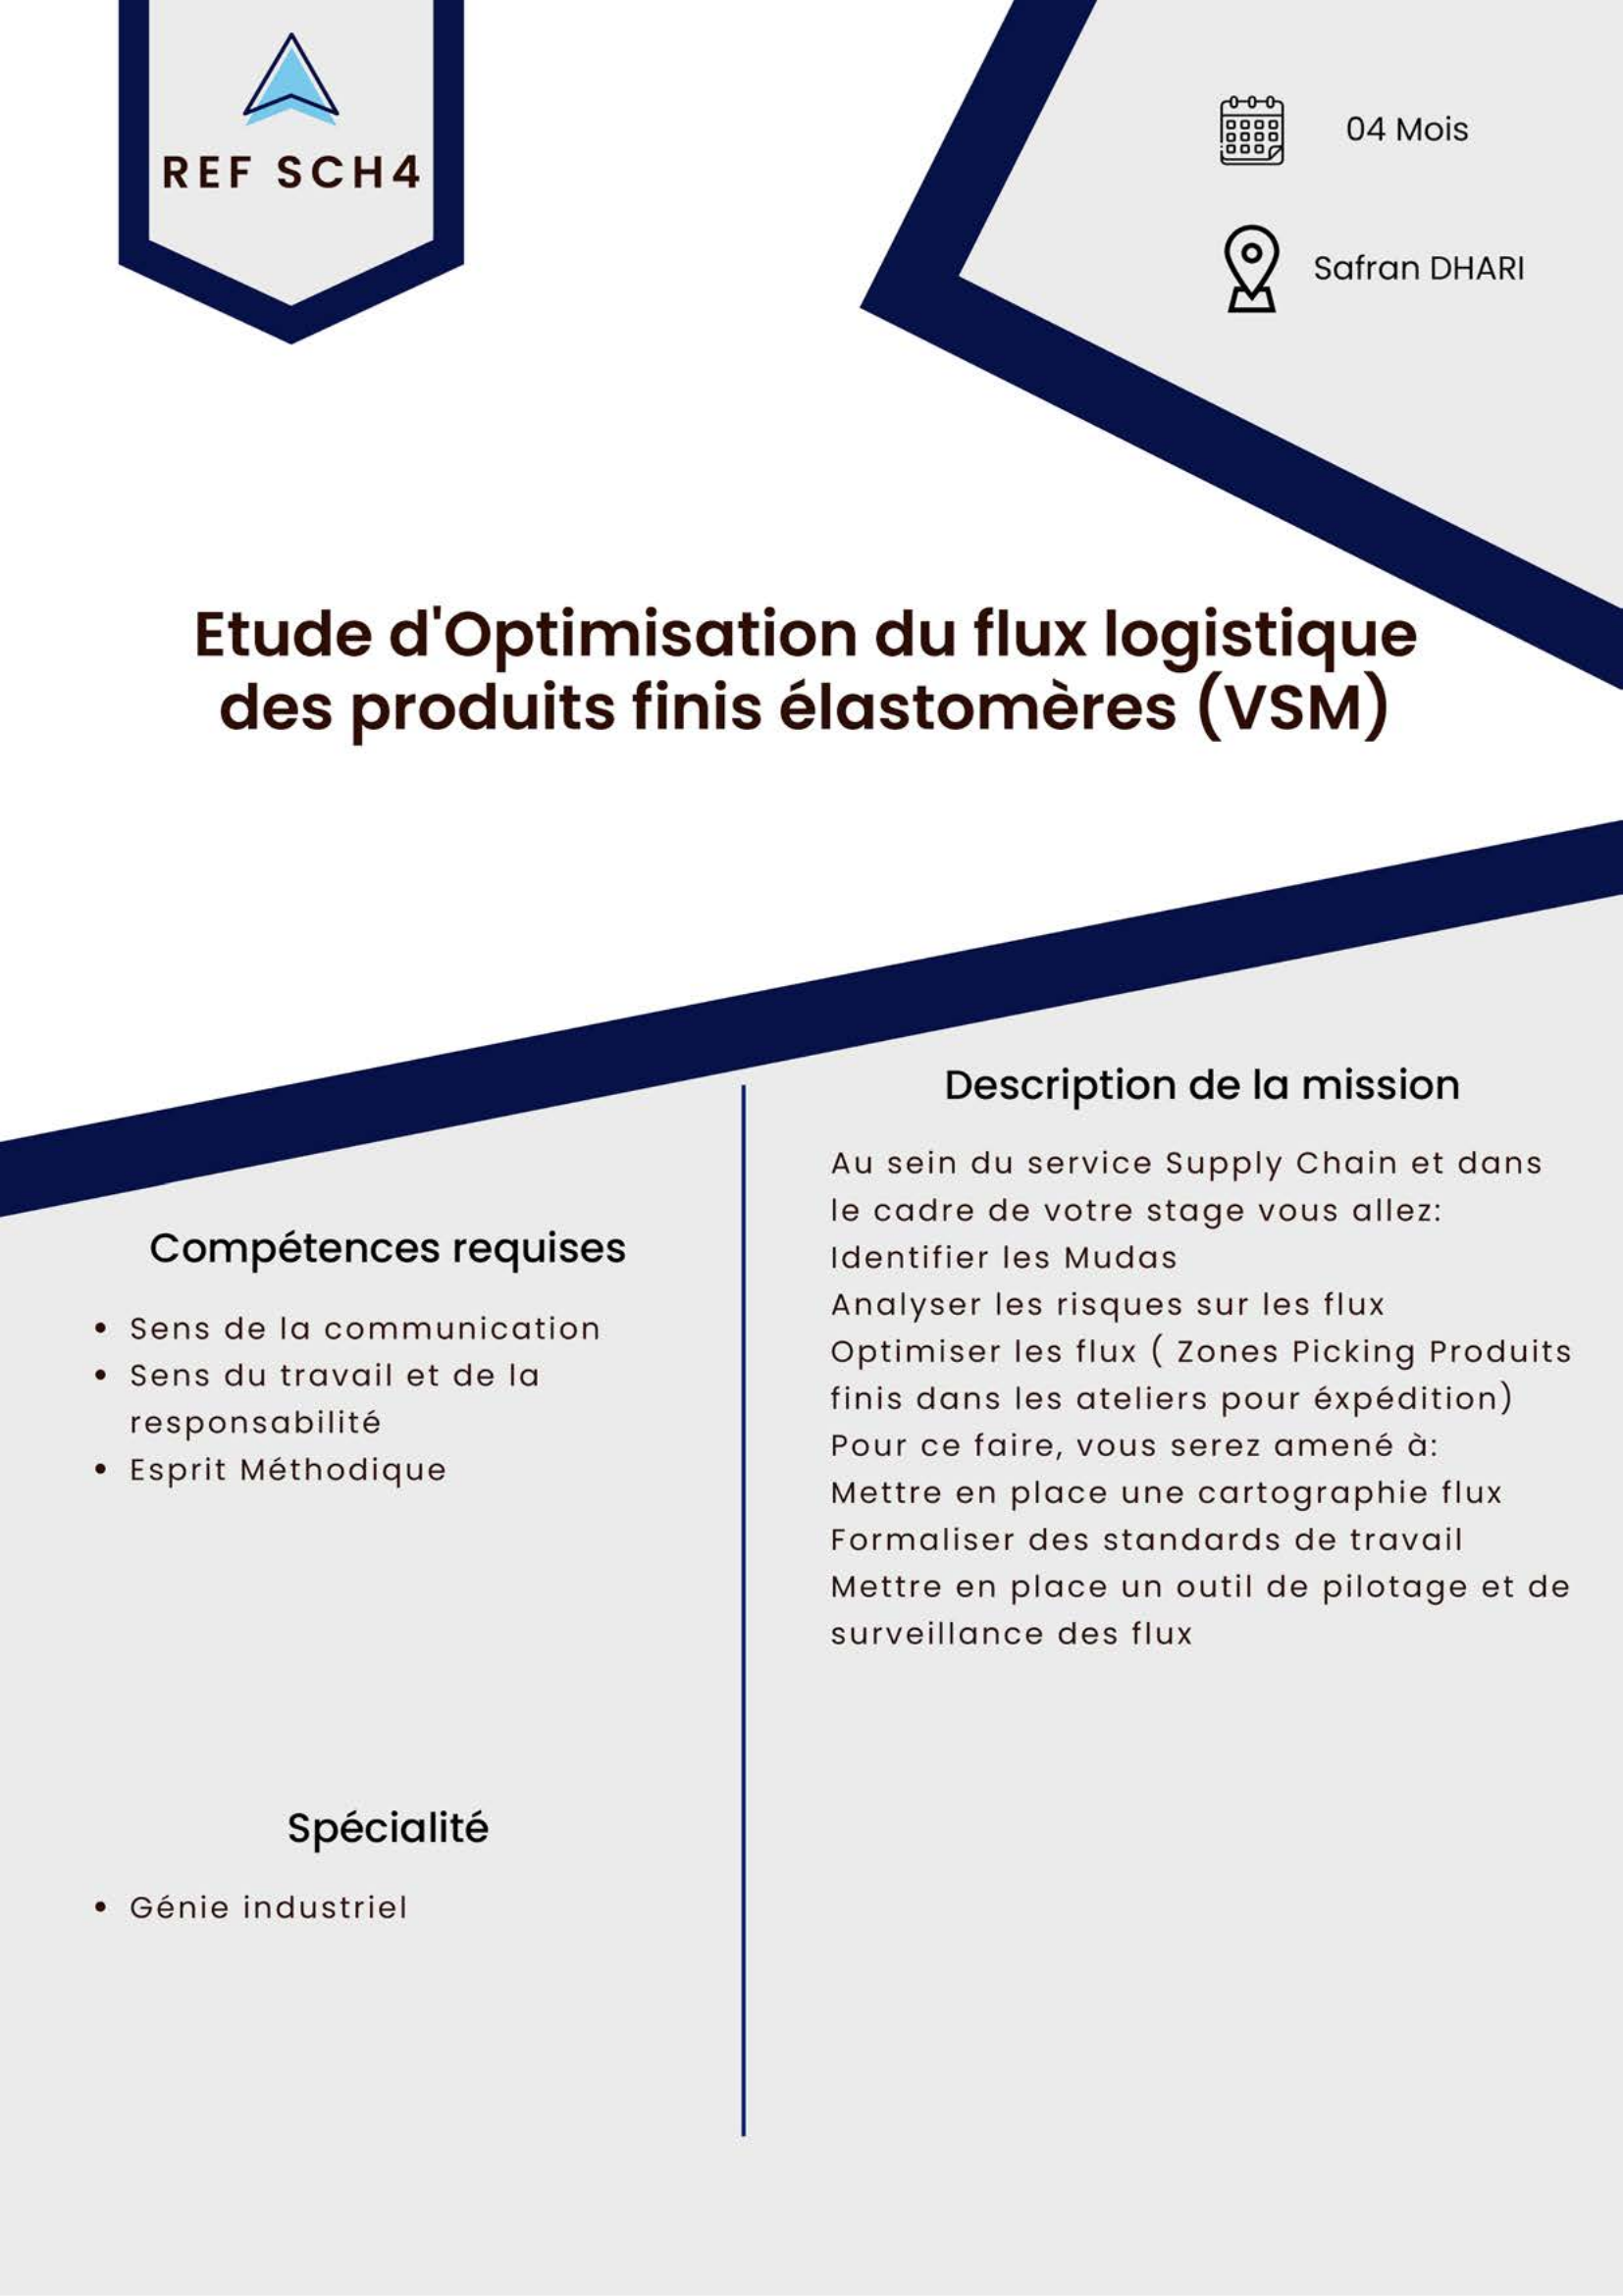 REF SCH4
04 Mois
Safran DHARI
Etude d'Optimisation du flux logistique
des produits finis élastomères (VSM)
Compétences requises
• Sens de la communication
• Sens du travail et de la
responsabilité
• Esprit Méthodique
Spécialité
• Génie industriel
Description de la mission
Au sein du service Supply Chain et dans
le cadre de votre stage vous allez:
Identifier les Mudas
Analyser les risques sur les flux
Optimiser les flux ( Zones Picking Produits
finis dans les ateliers pour éxpédition)
Pour ce faire, vous serez amené à:
Mettre en place une cartographie flux
Formaliser des standards de travail
Mettre en place un outil de pilotage et de
surveillance des flux